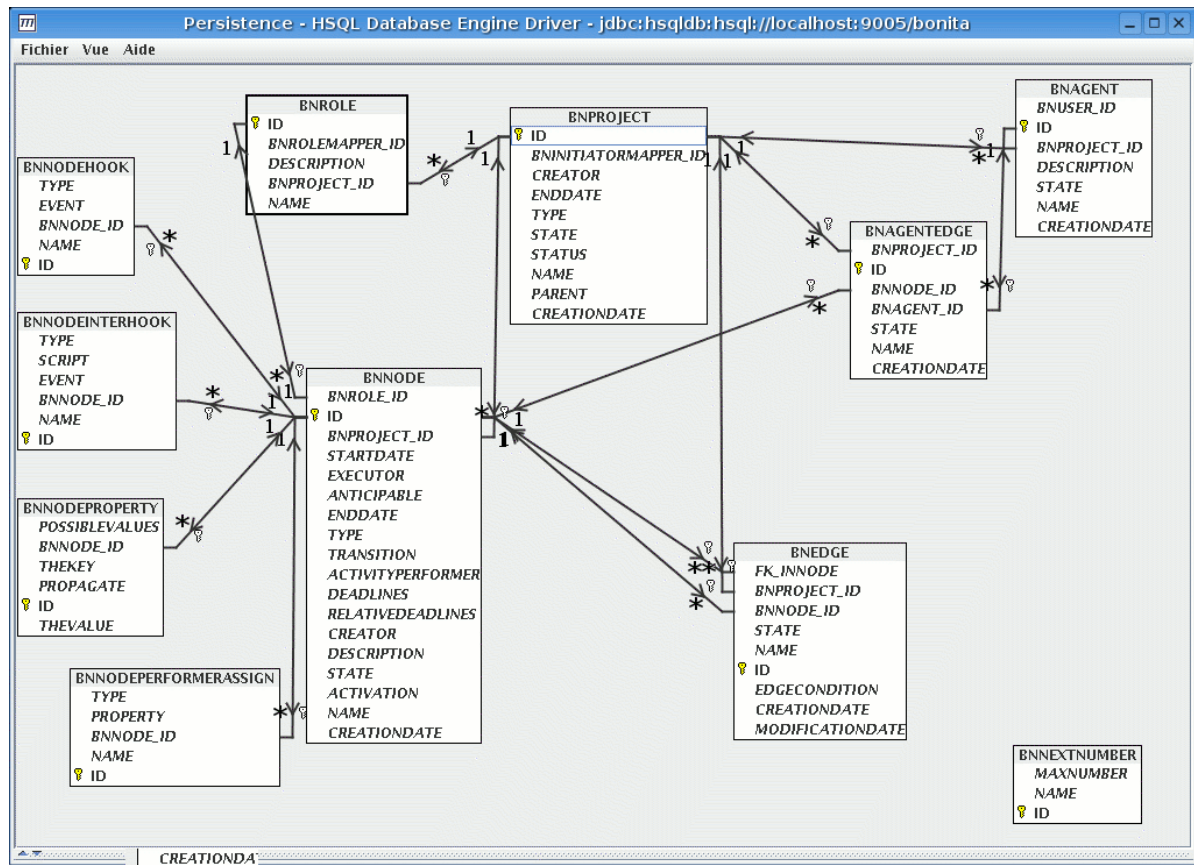 Persistence - HSQL Database Engine Driver - jdbc:hsqldb:hsql://localhost:9005/bonita
Fichier Vue Aide
BNROLE
ID
BNROLEMAPPER_ID
DESCRIPTION
BNPROJECT_ID
NAME
BNPROJECT
ID
BNINITIATORMAPPER_ID
CREATOR
ENDDATE
TYPE
STATE
STATUS
NAME
PARENT
CREATIONDATE
BNAGENT
BNUSER_ID
ID
BNPROJECT_ID
DESCRIPTION
STATE
NAME
CREATIONDATE
BNNODEHOOK
TYPE
EVENT
BNNODE_ID
NAME
ID
BNAGENTEDGE
BNPROJECT_ID
ID
BNNODE_ID
BNAGENT_ID
STATE
NAME
CREATIONDATE
BNNODEINTERHOOK
TYPE
SCRIPT
EVENT
BNNODE_ID
NAME
ID
BNNODE
BNROLE_ID
ID
BNPROJECT_ID
STARTDATE
EXECUTOR
ANTICIPABLE
ENDDATE
TYPE
TRANSITION
ACTIVITYPERFORMER
DEADLINES
RELATIVEDEADLINES
CREATOR
DESCRIPTION
STATE
ACTIVATION
NAME
CREATIONDATE
BNNODEPROPERTY
POSSIBLEVALUES
BNNODE_ID
THEKEY
PROPAGATE
ID
THEVALUE
BNEDGE
FK_INNODE
BNPROJECT_ID
BNNODE_ID
STATE
NAME
ID
EDGECONDITION
CREATIONDATE
MODIFICATIONDATE
BNNODEPERFORMERASSIGN
TYPE
PROPERTY
BNNODE_ID
NAME
ID
BNNEXTNUMBER
MAXNUMBER
NAME
ID